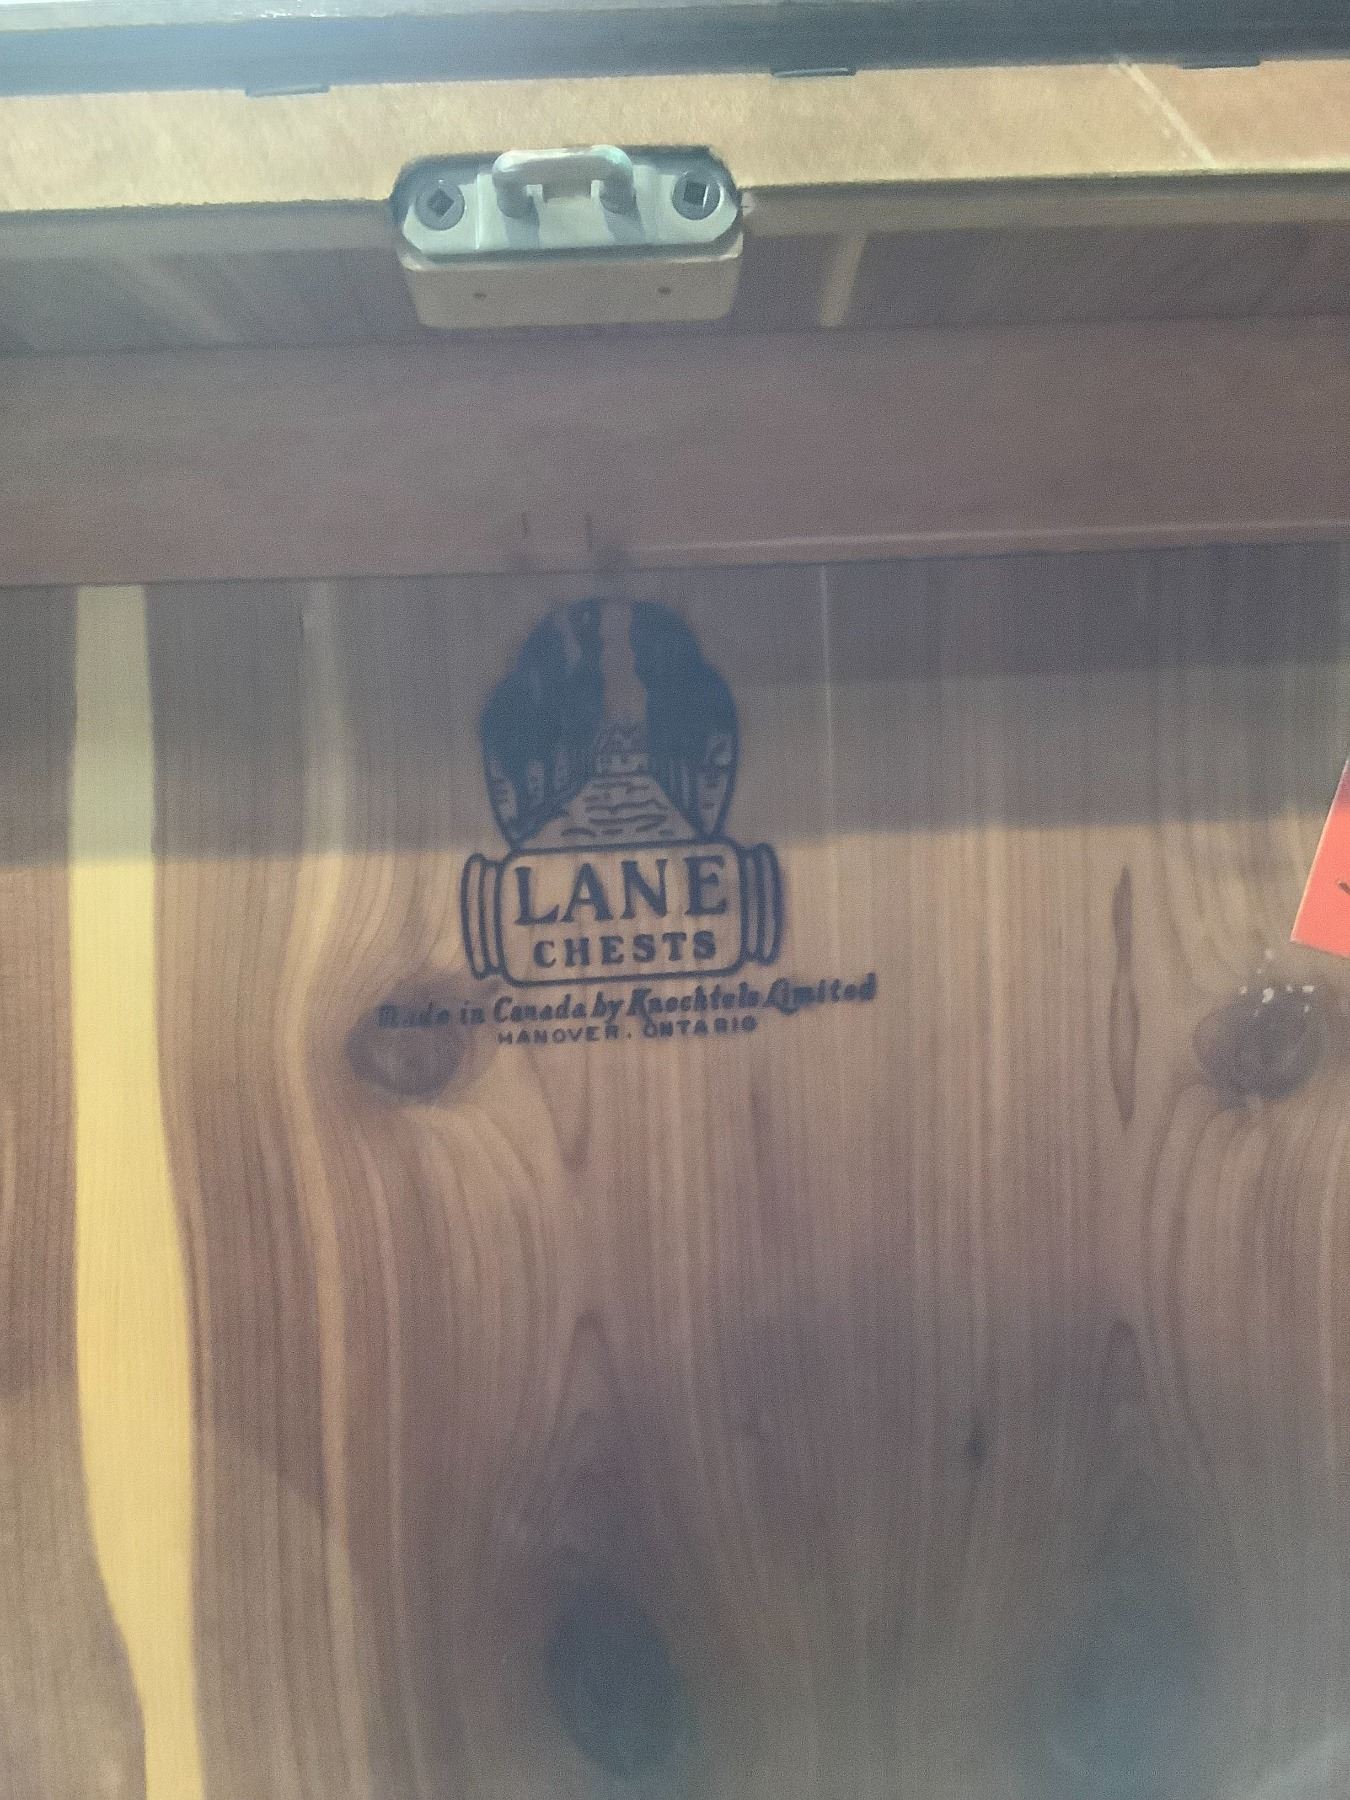 LANE
CHESTS
Made in Canada by Knechtels Limited
HANOVER. ONTARIO